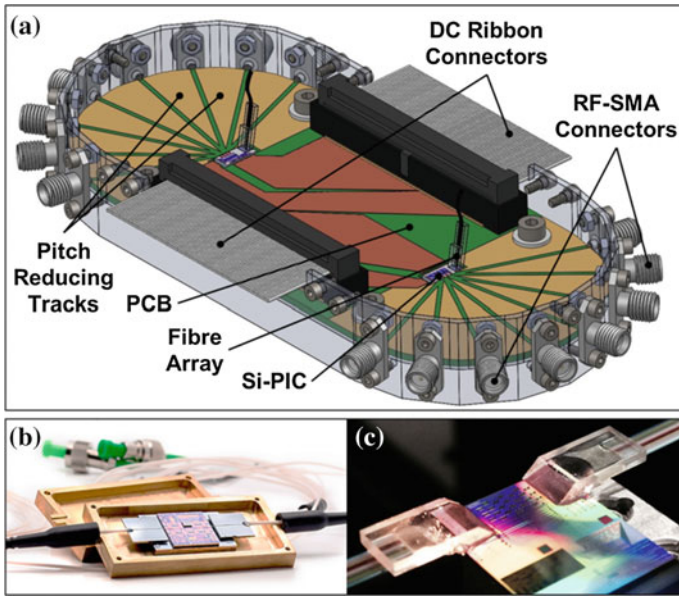 (a)
DC Ribbon
Connectors
RF-SMA
Connectors
Pitch
Reducing
Tracks
PCB
Fibre
Array
Si-PIC
(b)
(c)